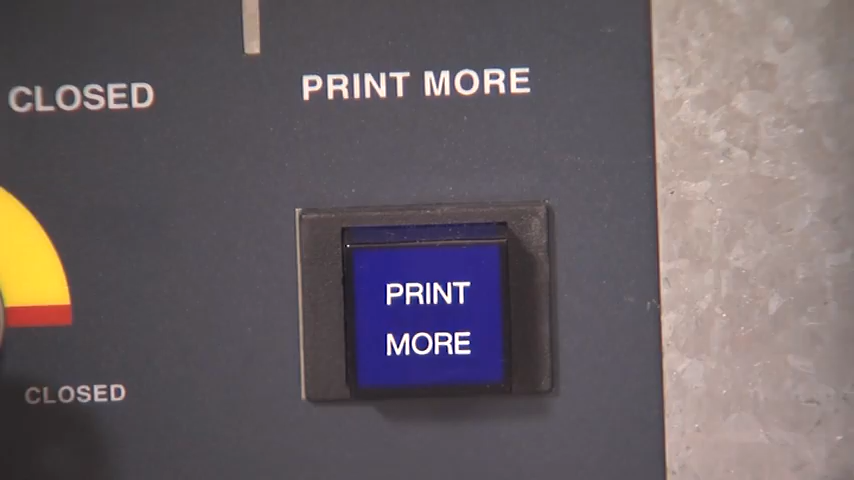 CLOSED
PRINT MORE
PRINT
MORE
CLOSED